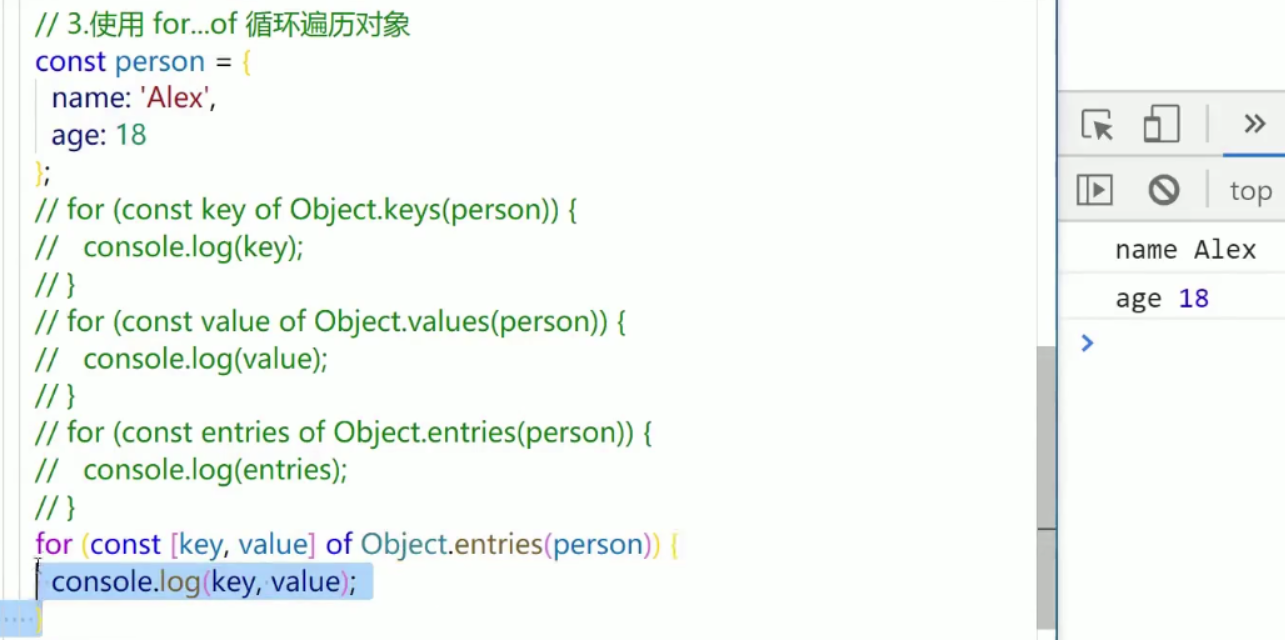 // 3.使用 for...of 循环遍历对象
const person = {
name: 'Alex',
age: 18
};
// for (const key of Object.keys(person)) {
//   console.log(key);
// }
// for (const value of Object.values(person)) {
//   console.log(value);
// }
// for (const entries of Object.entries(person)) {
//   console.log(entries);
// }
for (const [key, value] of Object.entries(person)) {
console.log(key, value);
}
top
name Alex
age 18